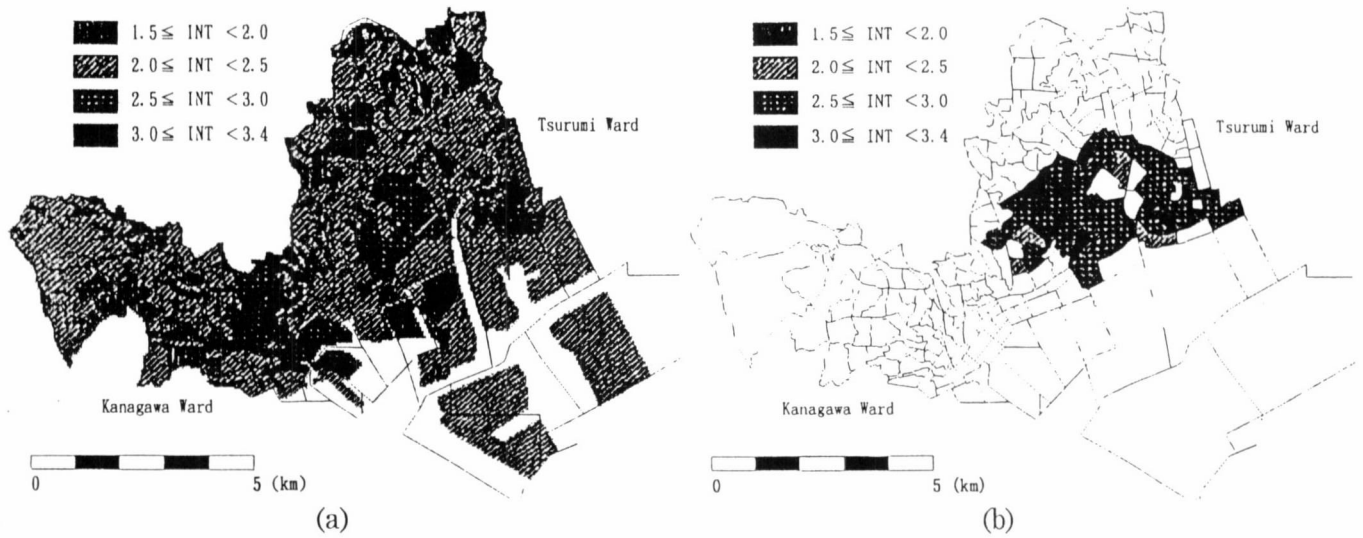 1.5≦ INT <2.0
2.0≦ INT <2.5
2.5≦ INT <3.0
3.0≦ INT <3.4
Tsurumi Ward
Kanagawa Ward
0 5 (km)
(a)
1.5≦ INT <2.0
2.0≦ INT <2.5
2.5≦ INT <3.0
3.0≦ INT <3.4
Tsurumi Ward
Kanagawa Ward
0 5 (km)
(b)